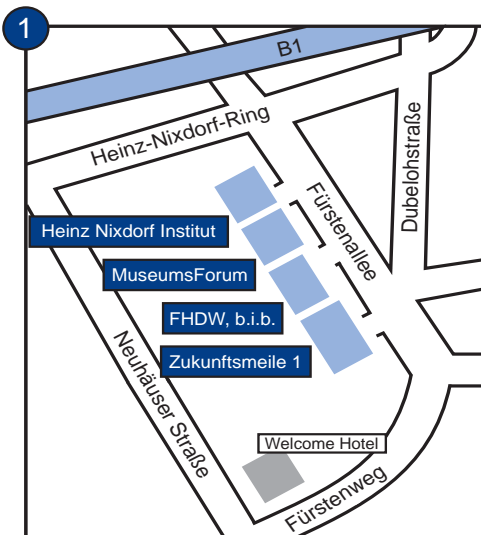 1
B1
Heinz-Nixdorf-Ring
Dubelohstraße
Fürstenallee
Heinz Nixdorf Institut
MuseumsForum
FHDW, b.i.b.
Zukunftsmeile 1
Neuhäuser Straße
Welcome Hotel
Fürstenweg